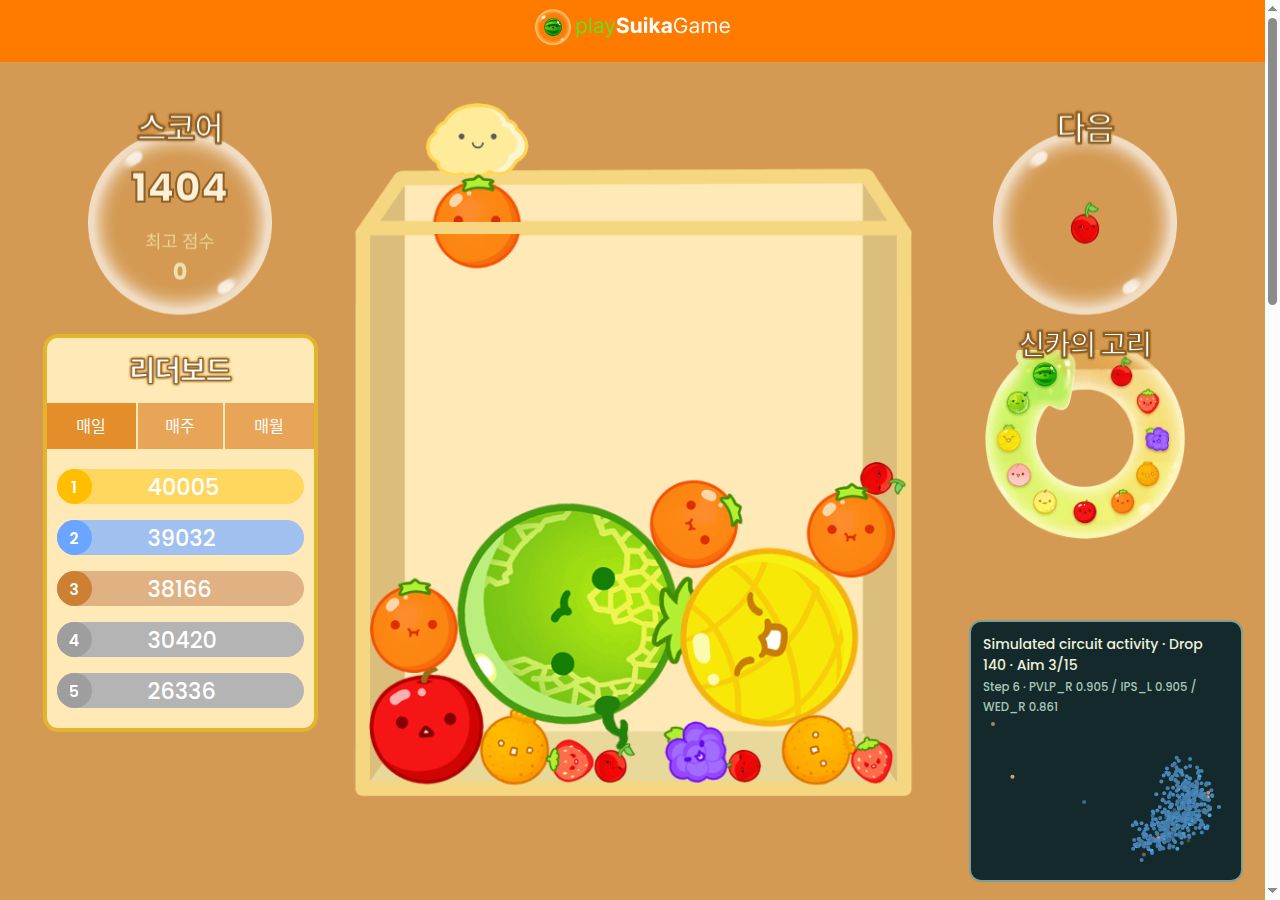 playSuikaGame
스코어
1404
최고 점수
0
다음
리더보드
매일
매주
매월
1 40005
2 39032
3 38166
4 30420
5 26336
신카의 고리
Simulated circuit activity · Drop
140 · Aim 3/15
Step 6 · PVLP_R 0.905 / IPS_L 0.905 /
WED_R 0.861